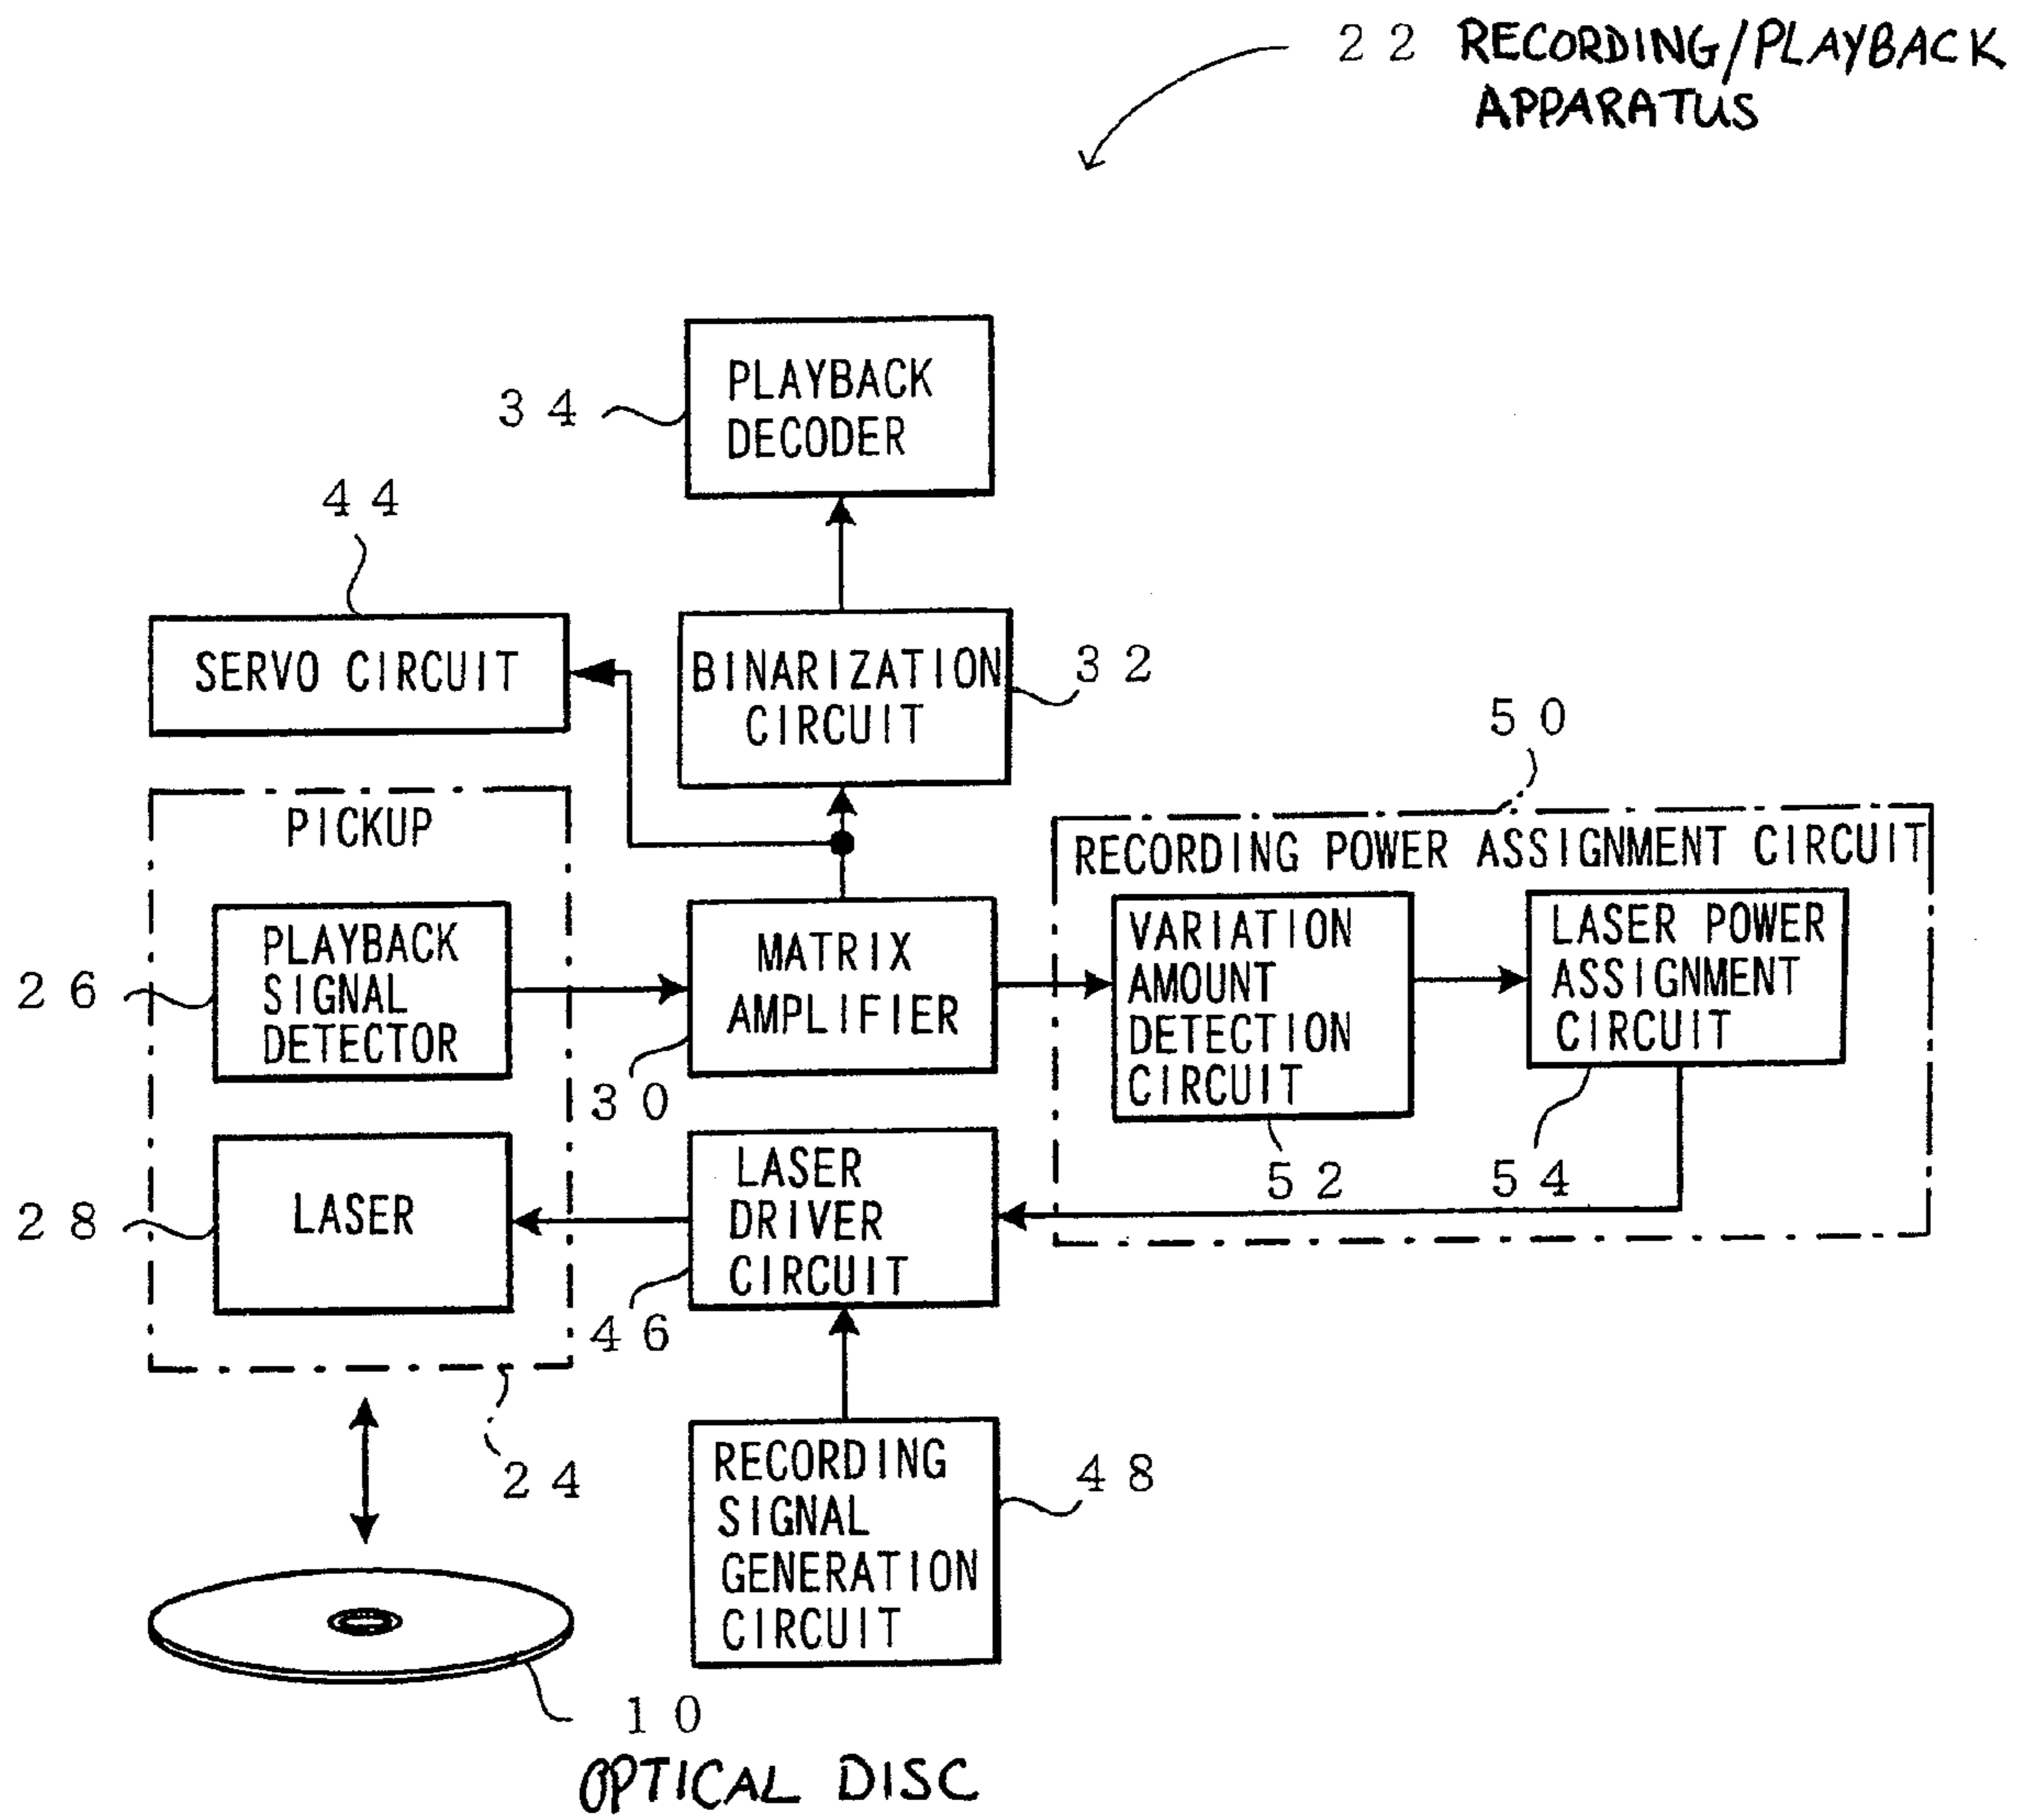 22 RECORDING/PLAYBACK
APPARATUS
34
PLAYBACK
DECODER
44
SERVO CIRCUIT
BINARIZATION
CIRCUIT
32
50
PICKUP
RECORDING POWER ASSIGNMENT CIRCUIT
26
PLAYBACK
SIGNAL
DETECTOR
MATRIX
AMPLIFIER
30
VARIATION
AMOUNT
DETECTION
CIRCUIT
52
LASER POWER
ASSIGNMENT
CIRCUIT
54
28
LASER
LASER
DRIVER
CIRCUIT
46
24
RECORDING
SIGNAL
GENERATION
CIRCUIT
48
10
OPTICAL DISC